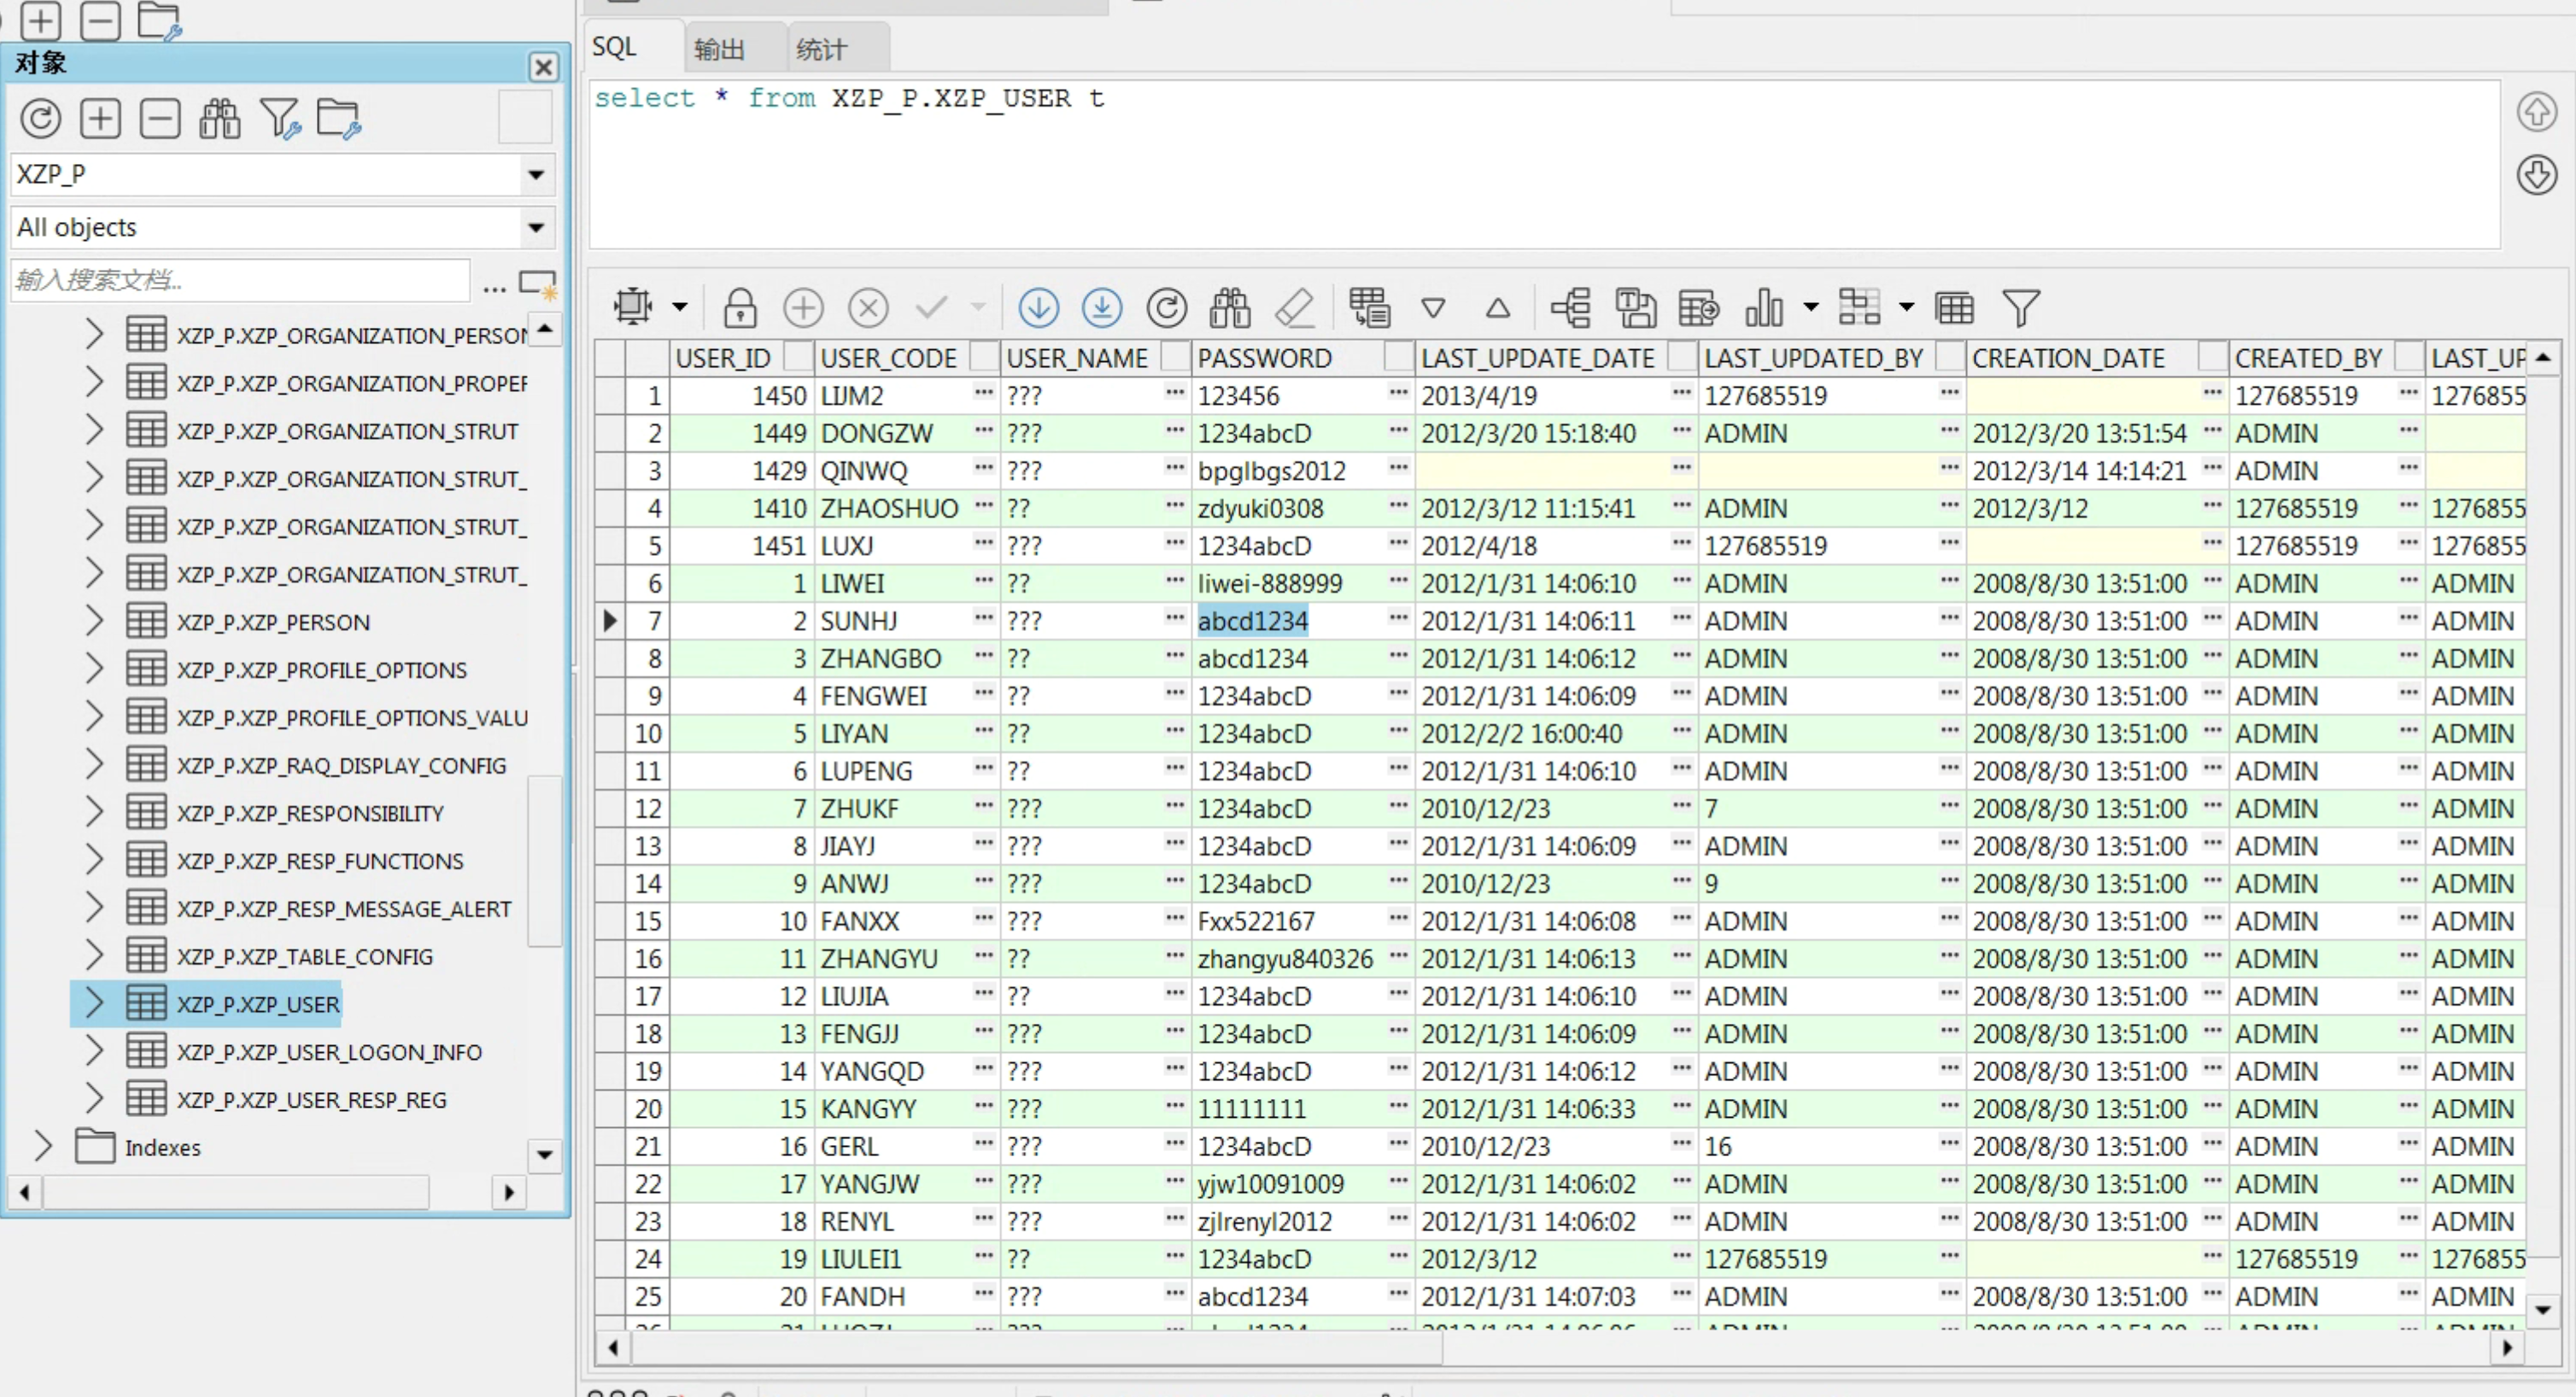 对象
XZP_P
All objects
输入搜索文档...
XZP_P.XZP_ORGANIZATION_PERSON
XZP_P.XZP_ORGANIZATION_PROPER
XZP_P.XZP_ORGANIZATION_STRUT
XZP_P.XZP_ORGANIZATION_STRUT_
XZP_P.XZP_ORGANIZATION_STRUT_
XZP_P.XZP_ORGANIZATION_STRUT_
XZP_P.XZP_PERSON
XZP_P.XZP_PROFILE_OPTIONS
XZP_P.XZP_PROFILE_OPTIONS_VALU
XZP_P.XZP_RAQ_DISPLAY_CONFIG
XZP_P.XZP_RESPONSIBILITY
XZP_P.XZP_RESP_FUNCTIONS
XZP_P.XZP_RESP_MESSAGE_ALERT
XZP_P.XZP_TABLE_CONFIG
XZP_P.XZP_USER
XZP_P.XZP_USER_LOGON_INFO
XZP_P.XZP_USER_RESP_REG
Indexes
SQL 输出 统计
select * from XZP_P.XZP_USER t
USER_ID USER_CODE USER_NAME PASSWORD LAST_UPDATE_DATE LAST_UPDATED_BY CREATION_DATE CREATED_BY LAST_UP
1 1450 LIJM2 ··· ??? ··· 123456 ··· 2013/4/19 ··· 127685519 ··· ··· 127685519 ··· 1276855
2 1449 DONGZW ··· ??? ··· 1234abcD ··· 2012/3/20 15:18:40 ··· ADMIN ··· 2012/3/20 13:51:54 ··· ADMIN ···
3 1429 QINWQ ··· ??? ··· bpglbgs2012 ··· ··· ··· 2012/3/14 14:14:21 ··· ADMIN ···
4 1410 ZHAOSHUO ··· ?? ··· zdyuki0308 ··· 2012/3/12 11:15:41 ··· ADMIN ··· 2012/3/12 ··· 127685519 ··· 1276855
5 1451 LUXJ ··· ??? ··· 1234abcD ··· 2012/4/18 ··· 127685519 ··· ··· 127685519 ··· 1276855
6 1 LIWEI ··· ?? ··· liwei-888999 ··· 2012/1/31 14:06:10 ··· ADMIN ··· 2008/8/30 13:51:00 ··· ADMIN ··· ADMIN
7 2 SUNHJ ··· ??? ··· abcd1234 ··· 2012/1/31 14:06:11 ··· ADMIN ··· 2008/8/30 13:51:00 ··· ADMIN ··· ADMIN
8 3 ZHANGBO ··· ?? ··· abcd1234 ··· 2012/1/31 14:06:12 ··· ADMIN ··· 2008/8/30 13:51:00 ··· ADMIN ··· ADMIN
9 4 FENGWEI ··· ?? ··· 1234abcD ··· 2012/1/31 14:06:09 ··· ADMIN ··· 2008/8/30 13:51:00 ··· ADMIN ··· ADMIN
10 5 LIYAN ··· ?? ··· 1234abcD ··· 2012/2/2 16:00:40 ··· ADMIN ··· 2008/8/30 13:51:00 ··· ADMIN ··· ADMIN
11 6 LUPENG ··· ?? ··· 1234abcD ··· 2012/1/31 14:06:10 ··· ADMIN ··· 2008/8/30 13:51:00 ··· ADMIN ··· ADMIN
12 7 ZHUKF ··· ??? ··· 1234abcD ··· 2010/12/23 ··· 7 ··· 2008/8/30 13:51:00 ··· ADMIN ··· ADMIN
13 8 JIAYJ ··· ??? ··· 1234abcD ··· 2012/1/31 14:06:09 ··· ADMIN ··· 2008/8/30 13:51:00 ··· ADMIN ··· ADMIN
14 9 ANWJ ··· ??? ··· 1234abcD ··· 2010/12/23 ··· 9 ··· 2008/8/30 13:51:00 ··· ADMIN ··· ADMIN
15 10 FANXX ··· ??? ··· Fxx522167 ··· 2012/1/31 14:06:08 ··· ADMIN ··· 2008/8/30 13:51:00 ··· ADMIN ··· ADMIN
16 11 ZHANGYU ··· ?? ··· zhangyu840326 ··· 2012/1/31 14:06:13 ··· ADMIN ··· 2008/8/30 13:51:00 ··· ADMIN ··· ADMIN
17 12 LIUJIA ··· ?? ··· 1234abcD ··· 2012/1/31 14:06:10 ··· ADMIN ··· 2008/8/30 13:51:00 ··· ADMIN ··· ADMIN
18 13 FENGJJ ··· ??? ··· 1234abcD ··· 2012/1/31 14:06:09 ··· ADMIN ··· 2008/8/30 13:51:00 ··· ADMIN ··· ADMIN
19 14 YANGQD ··· ??? ··· 1234abcD ··· 2012/1/31 14:06:12 ··· ADMIN ··· 2008/8/30 13:51:00 ··· ADMIN ··· ADMIN
20 15 KANGYY ··· ??? ··· 11111111 ··· 2012/1/31 14:06:33 ··· ADMIN ··· 2008/8/30 13:51:00 ··· ADMIN ··· ADMIN
21 16 GERL ··· ??? ··· 1234abcD ··· 2010/12/23 ··· 16 ··· 2008/8/30 13:51:00 ··· ADMIN ··· ADMIN
22 17 YANGJW ··· ??? ··· yjw10091009 ··· 2012/1/31 14:06:02 ··· ADMIN ··· 2008/8/30 13:51:00 ··· ADMIN ··· ADMIN
23 18 RENYL ··· ??? ··· zjlrenyl2012 ··· 2012/1/31 14:06:02 ··· ADMIN ··· 2008/8/30 13:51:00 ··· ADMIN ··· ADMIN
24 19 LIULEI1 ··· ?? ··· 1234abcD ··· 2012/3/12 ··· 127685519 ··· ··· 127685519 ··· 1276855
25 20 FANDH ··· ??? ··· abcd1234 ··· 2012/1/31 14:07:03 ··· ADMIN ··· 2008/8/30 13:51:00 ··· ADMIN ··· ADMIN